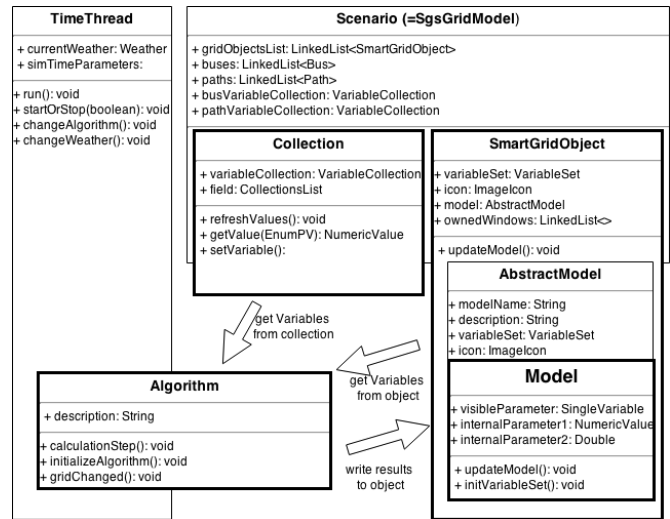 TimeThread
+ currentWeather: Weather
+ simTimeParameters:
+ run(): void
+ startOrStop(boolean): void
+ changeAlgorithm(): void
+ changeWeather(): void
Scenario (=SgsGridModel)
+ gridObjectsList: LinkedList<SmartGridObject>
+ buses: LinkedList<Bus>
+ paths: LinkedList<Path>
+ busVariableCollection: VariableCollection
+ pathVariableCollection: VariableCollection
Collection
+ variableCollection: VariableCollection
+ field: CollectionsList
+ refreshValues(): void
+ getValue(EnumPV): NumericValue
+ setVariable():
SmartGridObject
+ variableSet: VariableSet
+ icon: ImageIcon
+ model: AbstractModel
+ ownedWindows: LinkedList<>
+ updateModel(): void
AbstractModel
+ modelName: String
+ description: String
+ variableSet: VariableSet
+ icon: ImageIcon
Model
+ visibleParameter: SingleVariable
+ internalParameter1: NumericValue
+ internalParameter2: Double
+ updateModel(): void
+ initVariableSet(): void
get Variables
from collection
get Variables
from object
write results
to object
Algorithm
+ description: String
+ calculationStep(): void
+ initializeAlgorithm(): void
+ gridChanged(): void